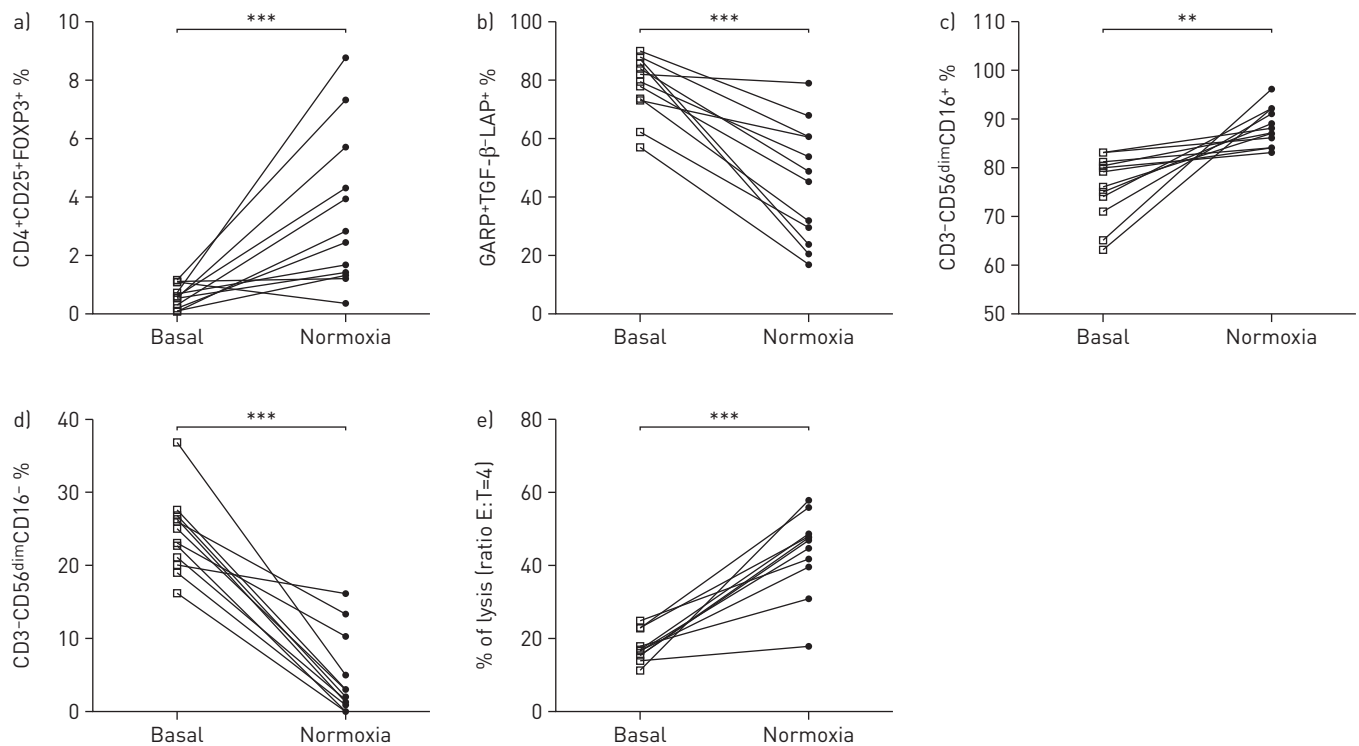 a)
***
CD4⁺CD25⁺FOXP3⁺ %
10
8
6
4
2
0
Basal
Normoxia
b)
***
GARP⁺TGF-β-LAP⁺ %
100
80
60
40
20
0
Basal
Normoxia
c)
**
CD3⁻CD56ᵈⁱᵐCD16⁺ %
110
100
90
80
70
60
50
Basal
Normoxia
d)
***
CD3⁻CD56ᵈⁱᵐCD16⁻ %
40
30
20
10
0
Basal
Normoxia
e)
***
% of lysis (ratio E:T=4)
80
60
40
20
0
Basal
Normoxia